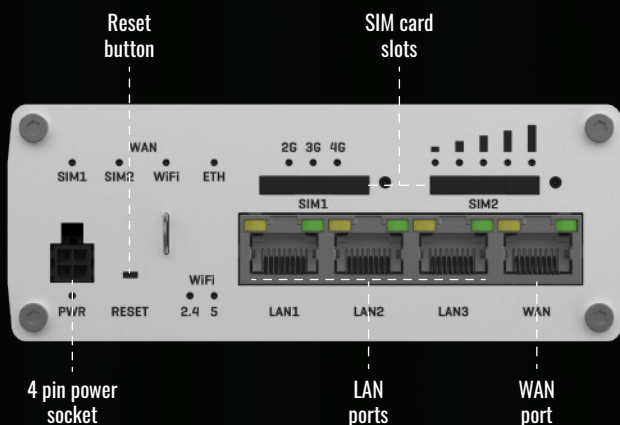 Reset
button
SIM card
slots
WAN
2G 3G 4G
SIM1 SIM2 WiFi ETH
SIM1
SIM2
WiFi
PWR RESET 2.4 5 LAN1 LAN2 LAN3 WAN
4 pin power
socket
LAN
ports
WAN
port